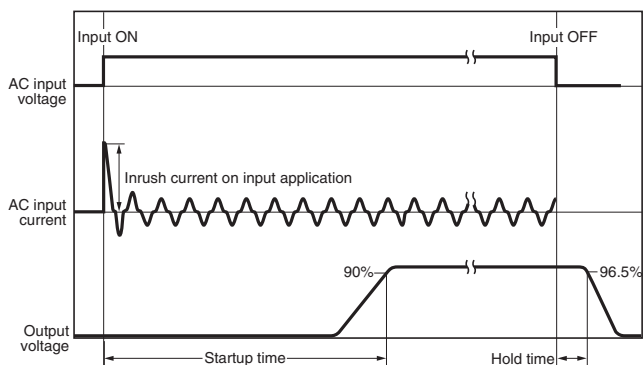 Input ON
Input OFF
AC input
voltage
Inrush current on input application
AC input
current
90%
96.5%
Output
voltage
Startup time
Hold time